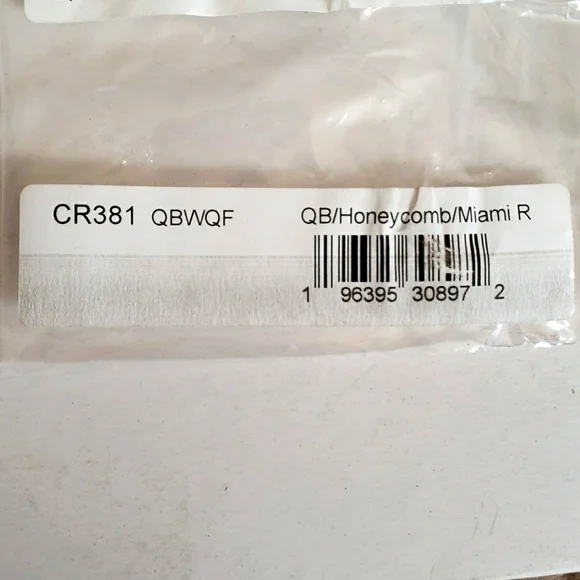 CR381 QBWQF
QB/Honeycomb/Miami R
1 96395 30897 2